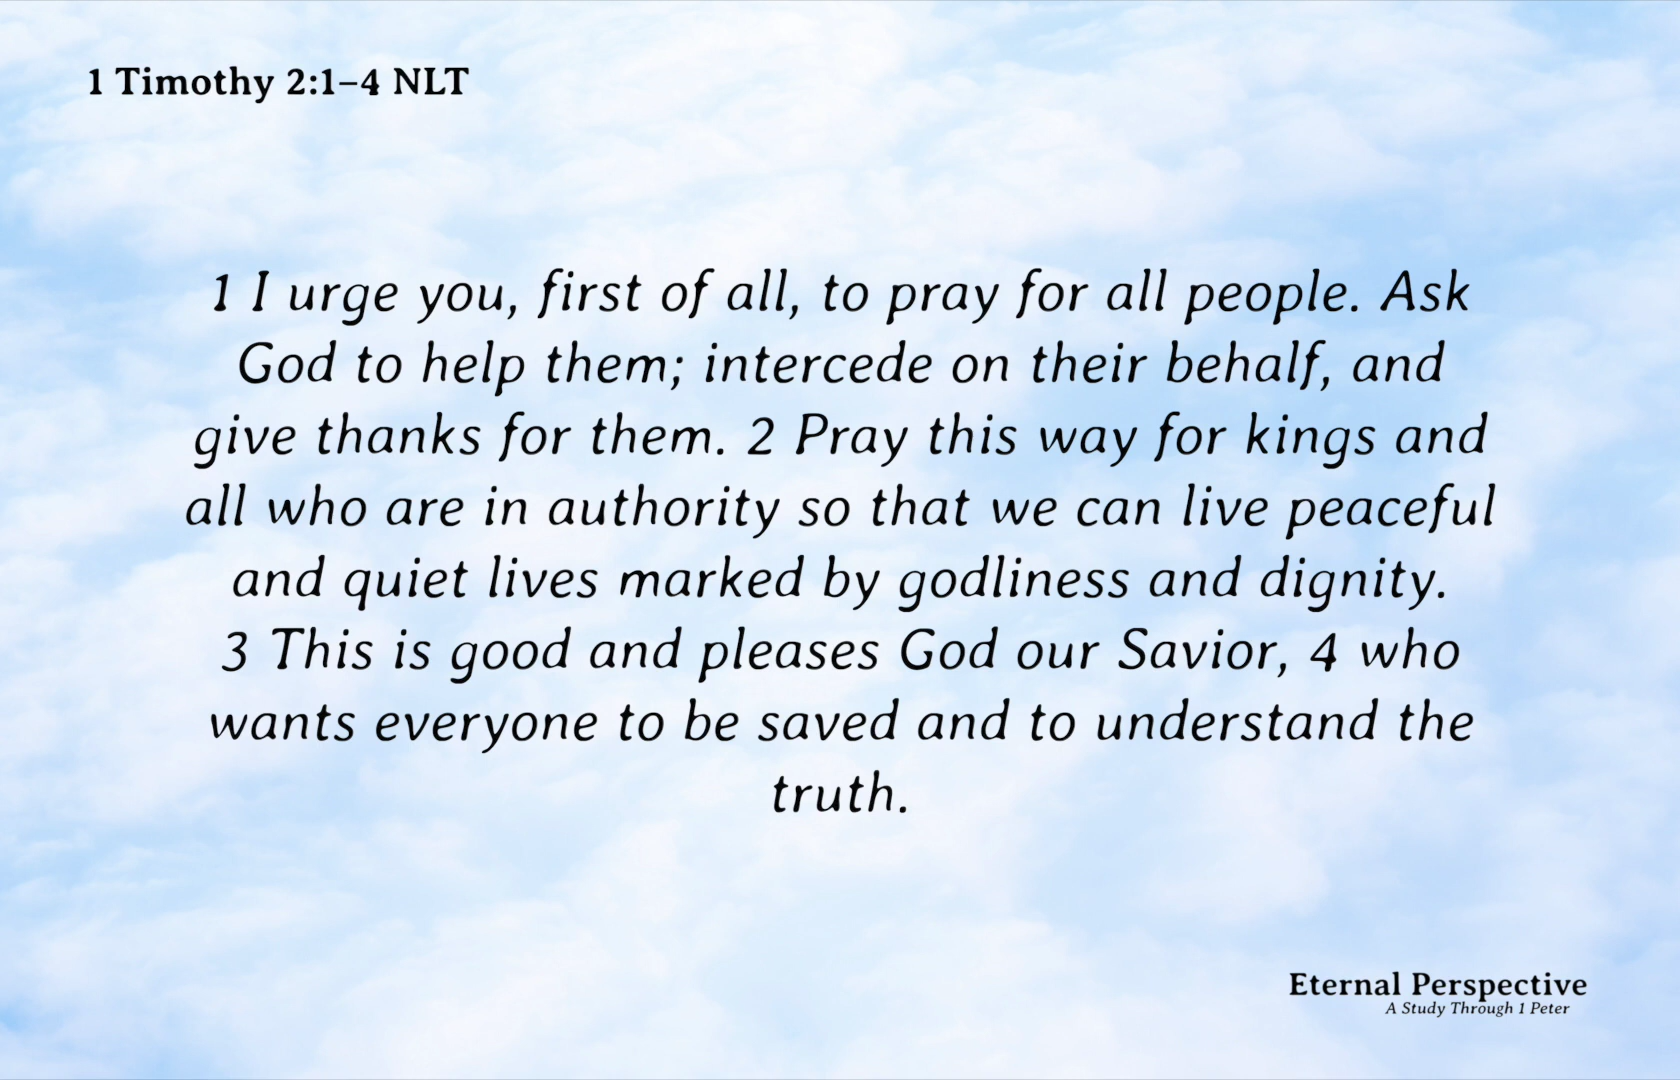 1 Timothy 2:1–4 NLT
1 I urge you, first of all, to pray for all people. Ask
God to help them; intercede on their behalf, and
give thanks for them. 2 Pray this way for kings and
all who are in authority so that we can live peaceful
and quiet lives marked by godliness and dignity.
3 This is good and pleases God our Savior, 4 who
wants everyone to be saved and to understand the
truth.
Eternal Perspective
A Study Through 1 Peter